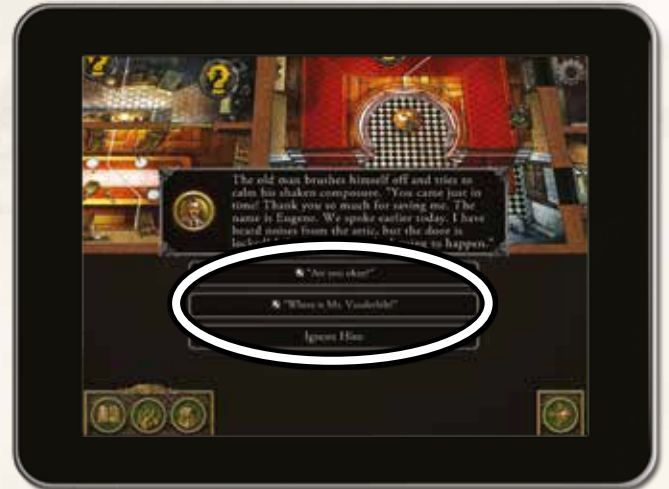 The old man brushes himself off and tries to
calm his shaken composure. "You came just in
time! Thank you so much for saving me. The
name is Eugene. We spoke earlier today. I have
heard noises from the attic, but the door is
to happen."
"Are you okay?"
"Where is Mr. Vanderbilt?"
Ignore Him